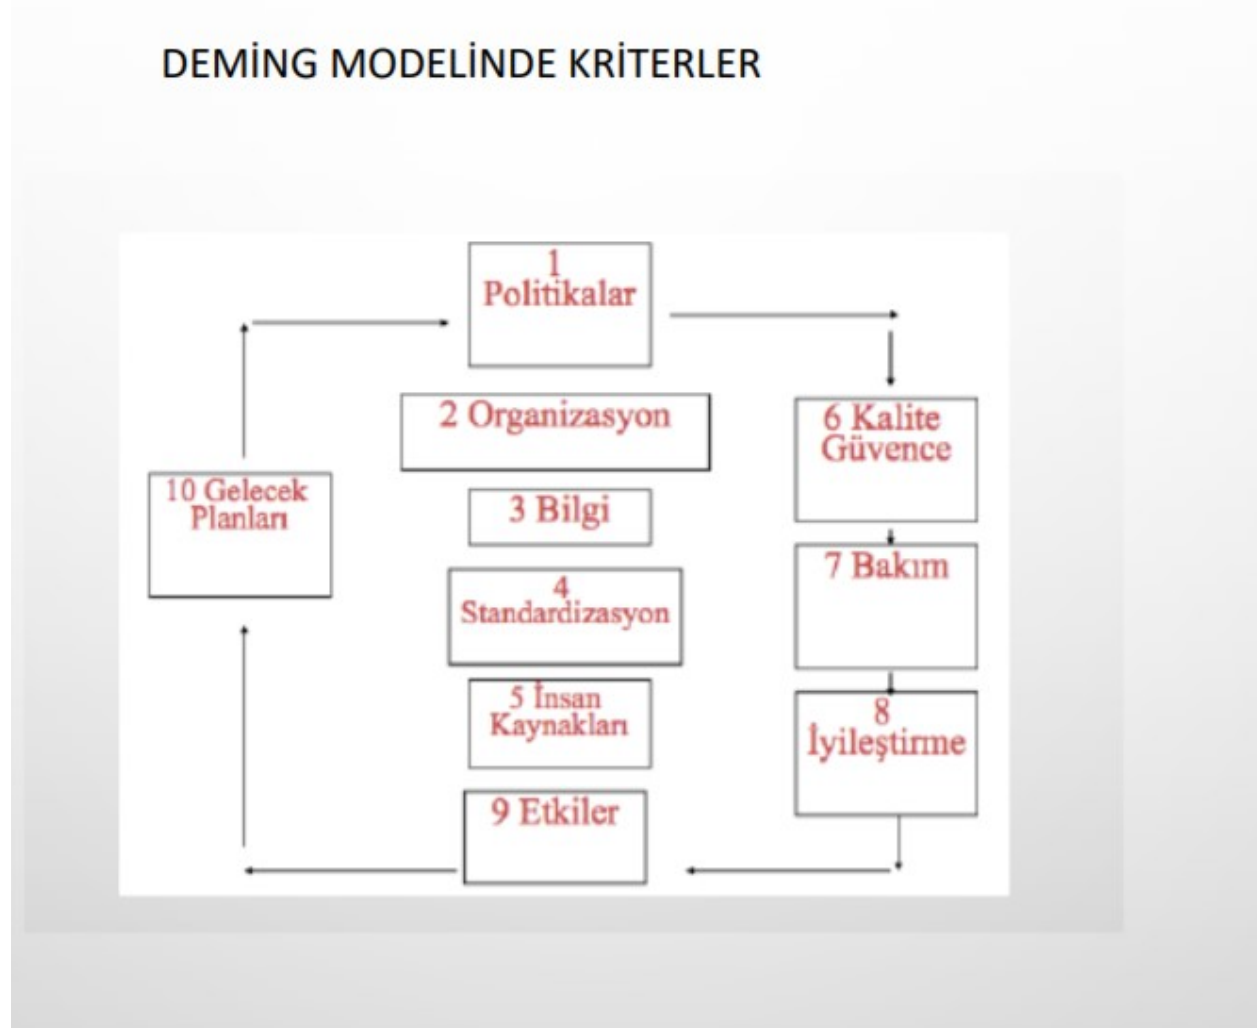 DEMİNG MODELİNDE KRİTERLER
1
Politikalar
2 Organizasyon
3 Bilgi
4
Standardizasyon
5 İnsan
Kaynakları
6 Kalite
Güvence
7 Bakım
8
İyileştirme
9 Etkiler
10 Gelecek
Planları